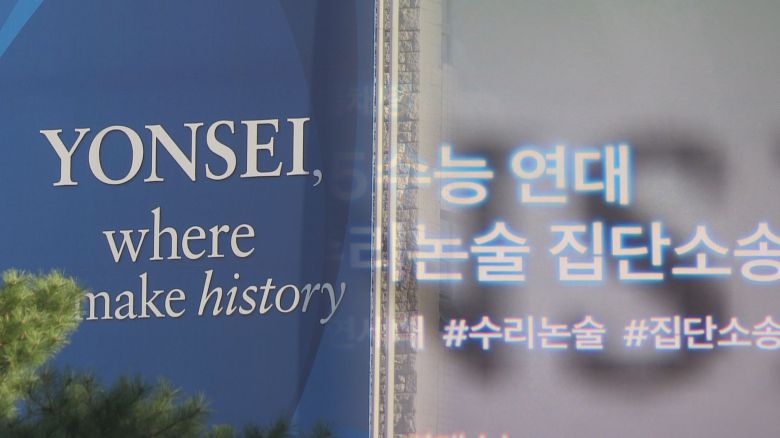 YONSEI,
where
make history
수능 연대
리논술 집단소송
#수리논술 #집단소송